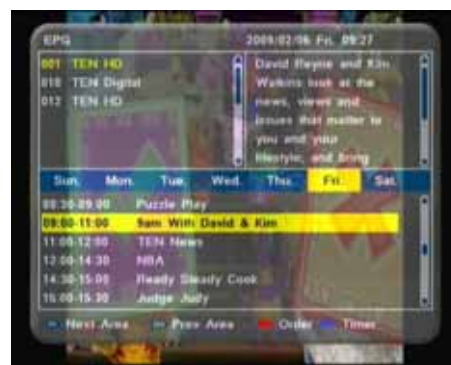 EPG 2009/02/06 Fri. 09:27
001 TEN HD
010 TEN Digital
012 TEN HD
David Reyne and Kim
Watkins look at the
news, views and
issues that matter to
you and your
lifestyle, and bring
Sun. Mon. Tue. Wed. Thu. Fri. Sat.
08:30-09:00 Puzzle Play
09:00-11:00 9am With David & Kim
11:00-12:00 TEN News
12:00-14:30 NBA
14:30-15:00 Ready Steady Cook
15:00-15:30 Judge Judy
Next Area Prev Area Order Timer